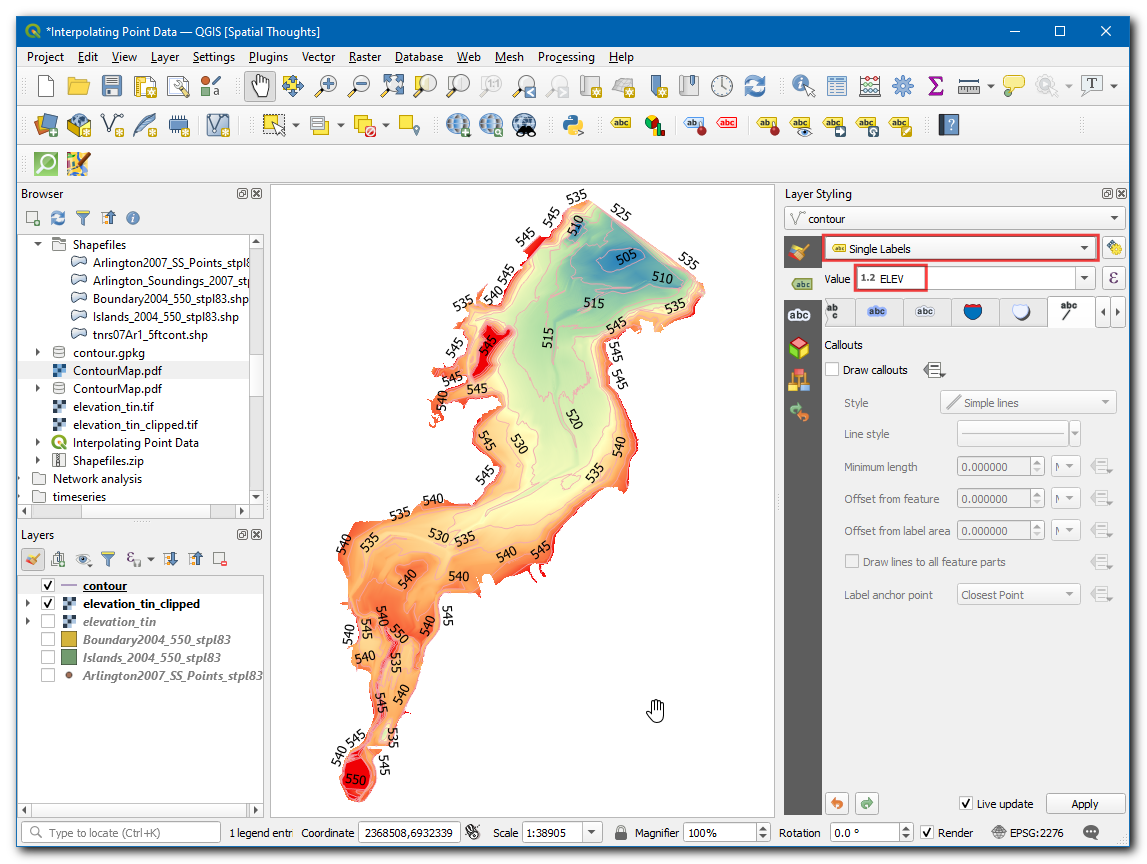 *Interpolating Point Data — QGIS [Spatial Thoughts]
Project Edit View Layer Settings Plugins Vector Raster Database Web Mesh Processing Help
Browser
Shapefiles
Arlington2007_SS_Points_stpl8
Arlington_Soundings_2007_stp
Boundary2004_550_stpl83.shp
Islands_2004_550_stpl83.shp
tnrs07Ar1_5ftcont.shp
contour.gpkg
ContourMap.pdf
ContourMap.pdf
elevation_tin.tif
elevation_tin_clipped.tif
Interpolating Point Data
Shapefiles.zip
Network analysis
timeseries
Layers
contour
elevation_tin_clipped
elevation_tin
Boundary2004_550_stpl83
Islands_2004_550_stpl83
Arlington2007_SS_Points_stpl83
535
545
525
510
545
505
535
545
510
540
535
515
535
545
515
545
545
545
545
545
540
545
520
545
530
540
545
535
540
535
540
535
530
535
540
545
540
540
540
545
540
545
550
540
540
535
540
545
535
545
540
545
550
Layer Styling
contour
Single Labels
Value 1.2 ELEV
Callouts
Draw callouts
Style Simple lines
Line style
Minimum length 0.000000
Offset from feature 0.000000
Offset from label area 0.000000
Draw lines to all feature parts
Label anchor point Closest Point
Live update Apply
Type to locate (Ctrl+K) 1 legend entr Coordinate 2368508,6932339 Scale 1:38905 Magnifier 100% Rotation 0.0 ° Render EPSG:2276